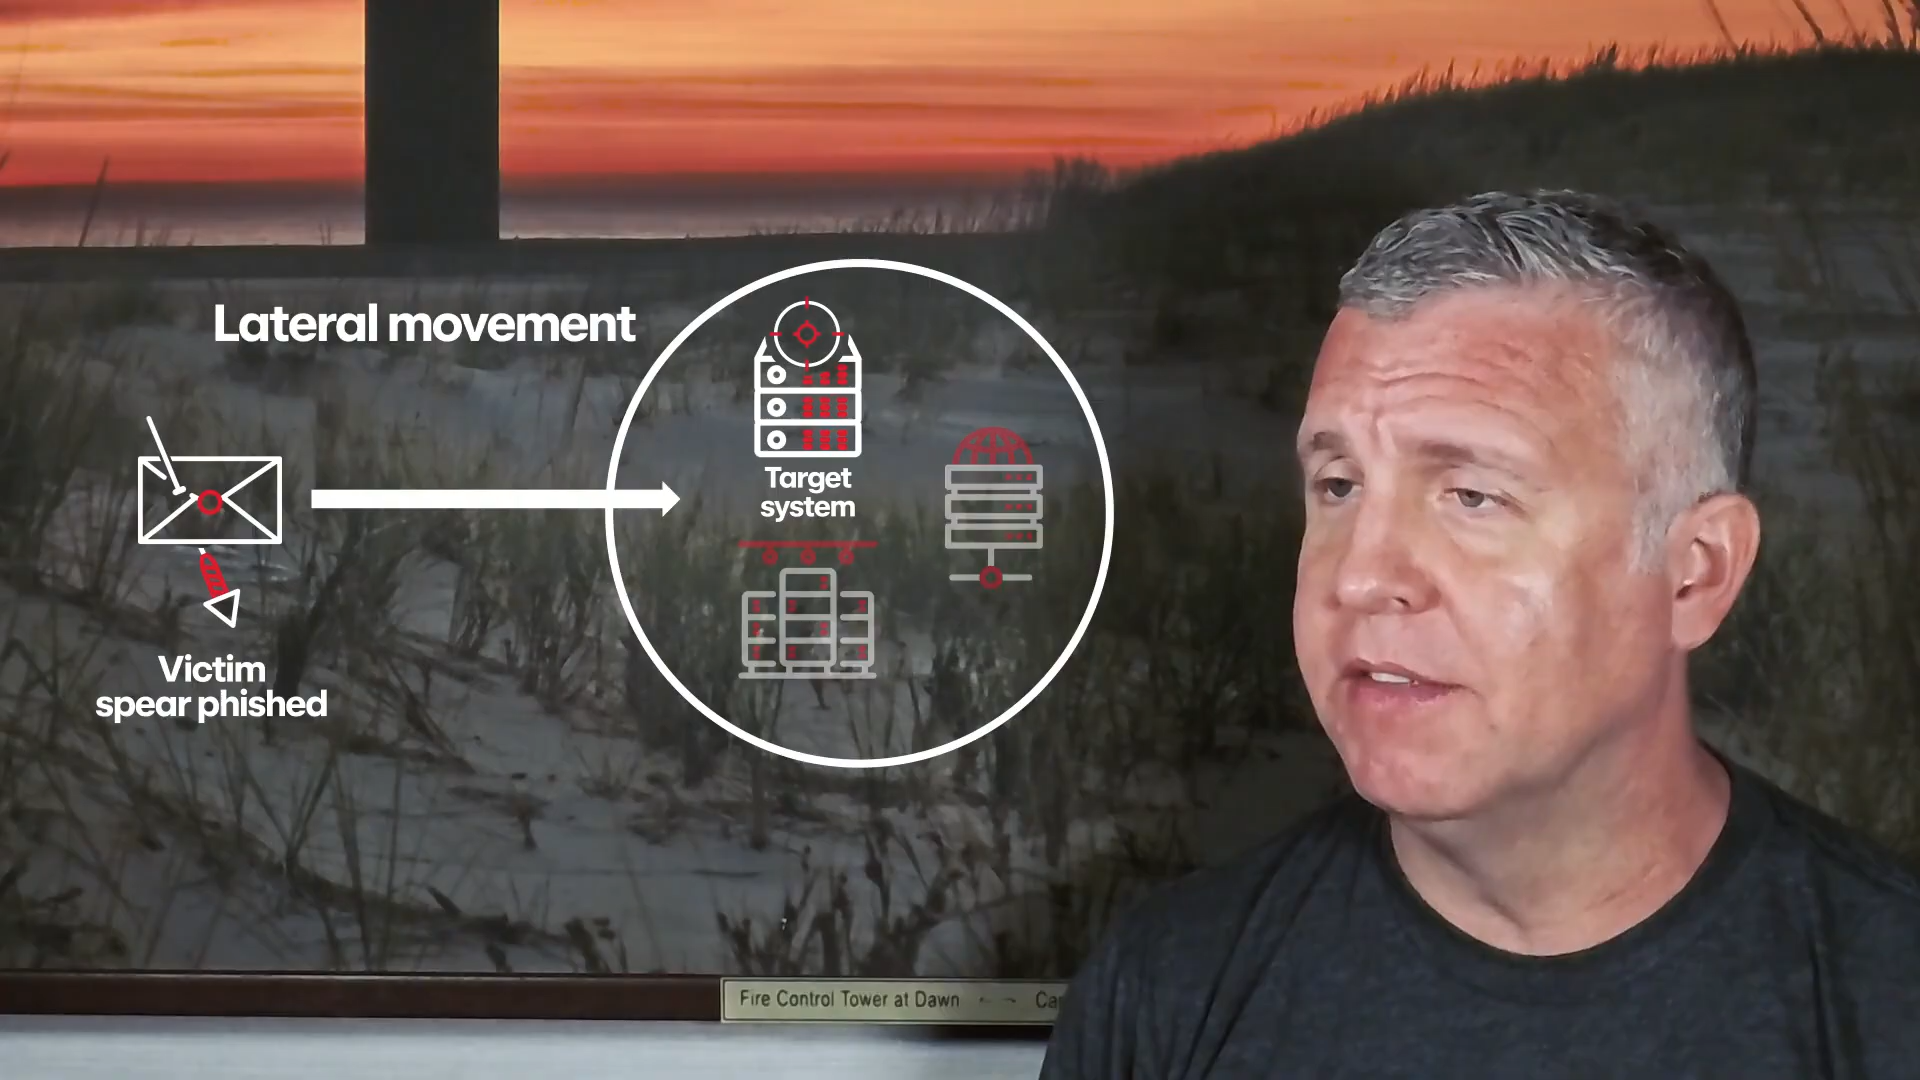 Lateral movement
Target
system
Victim
spear phished
Fire Control Tower at Dawn